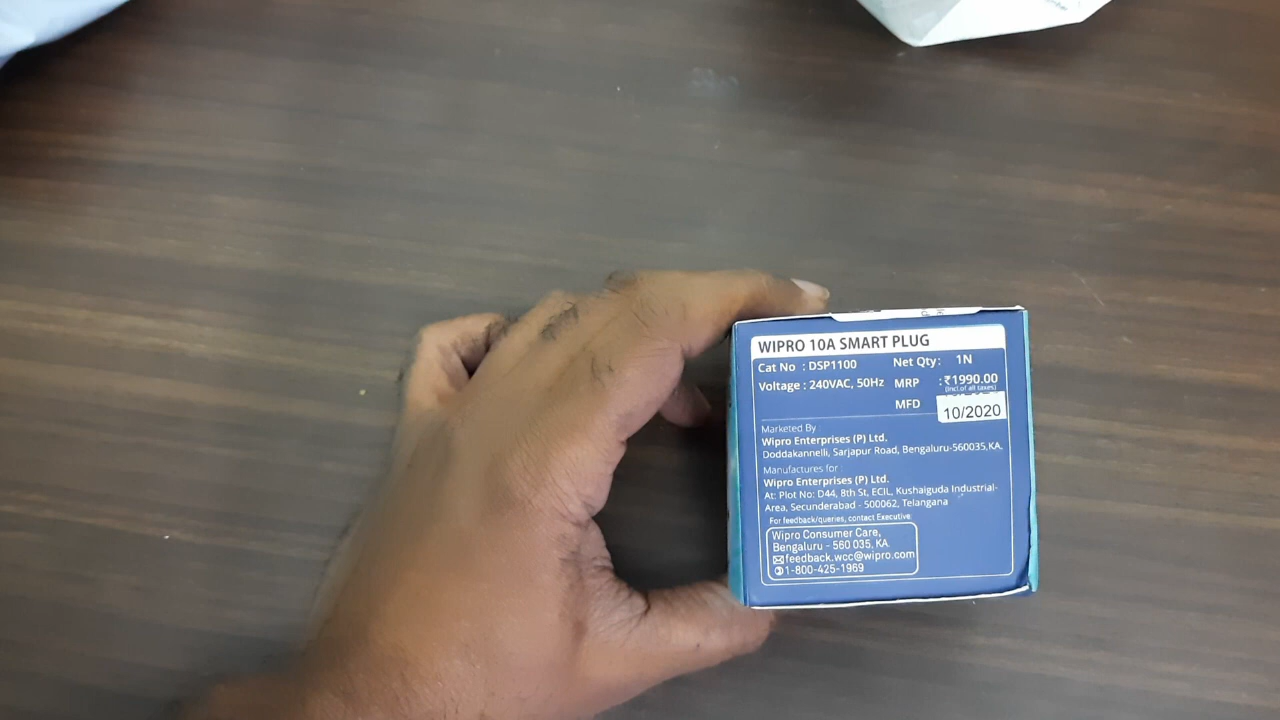 WIPRO 10A SMART PLUG
Cat No : DSP1100 Net Qty: 1N
Voltage : 240VAC, 50Hz MRP : ₹1990.00
(incl.of all taxes)
MFD 10/2020
Marketed By :
Wipro Enterprises (P) Ltd.
Doddakannelli, Sarjapur Road, Bengaluru-560035,KA.
Manufactures for :
Wipro Enterprises (P) Ltd.
At: Plot No: D44, 8th St, ECIL, Kushaiguda Industrial-
Area, Secunderabad - 500062, Telangana
For feedback/queries, contact Executive
Wipro Consumer Care,
Bengaluru - 560 035, KA
feedback.wcc@wipro.com
1-800-425-1969